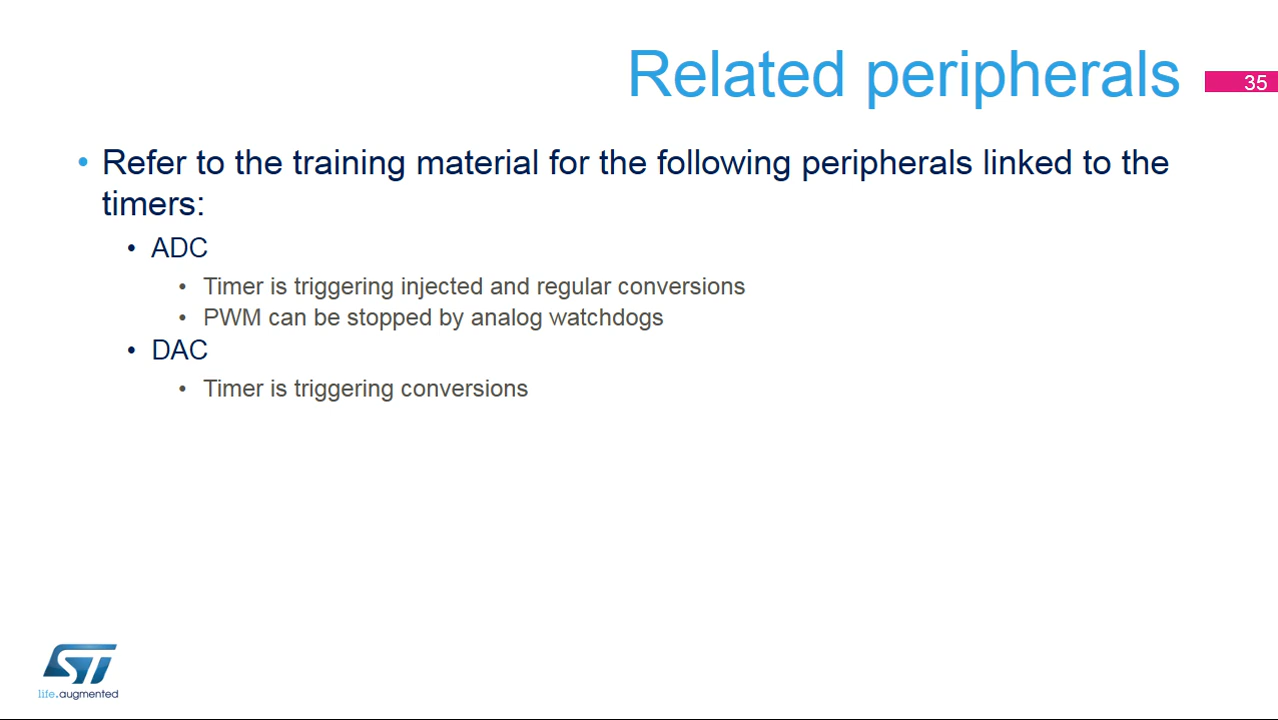 Related peripherals
35
• Refer to the training material for the following peripherals linked to the
timers:
• ADC
• Timer is triggering injected and regular conversions
• PWM can be stopped by analog watchdogs
• DAC
• Timer is triggering conversions
ST
life.augmented